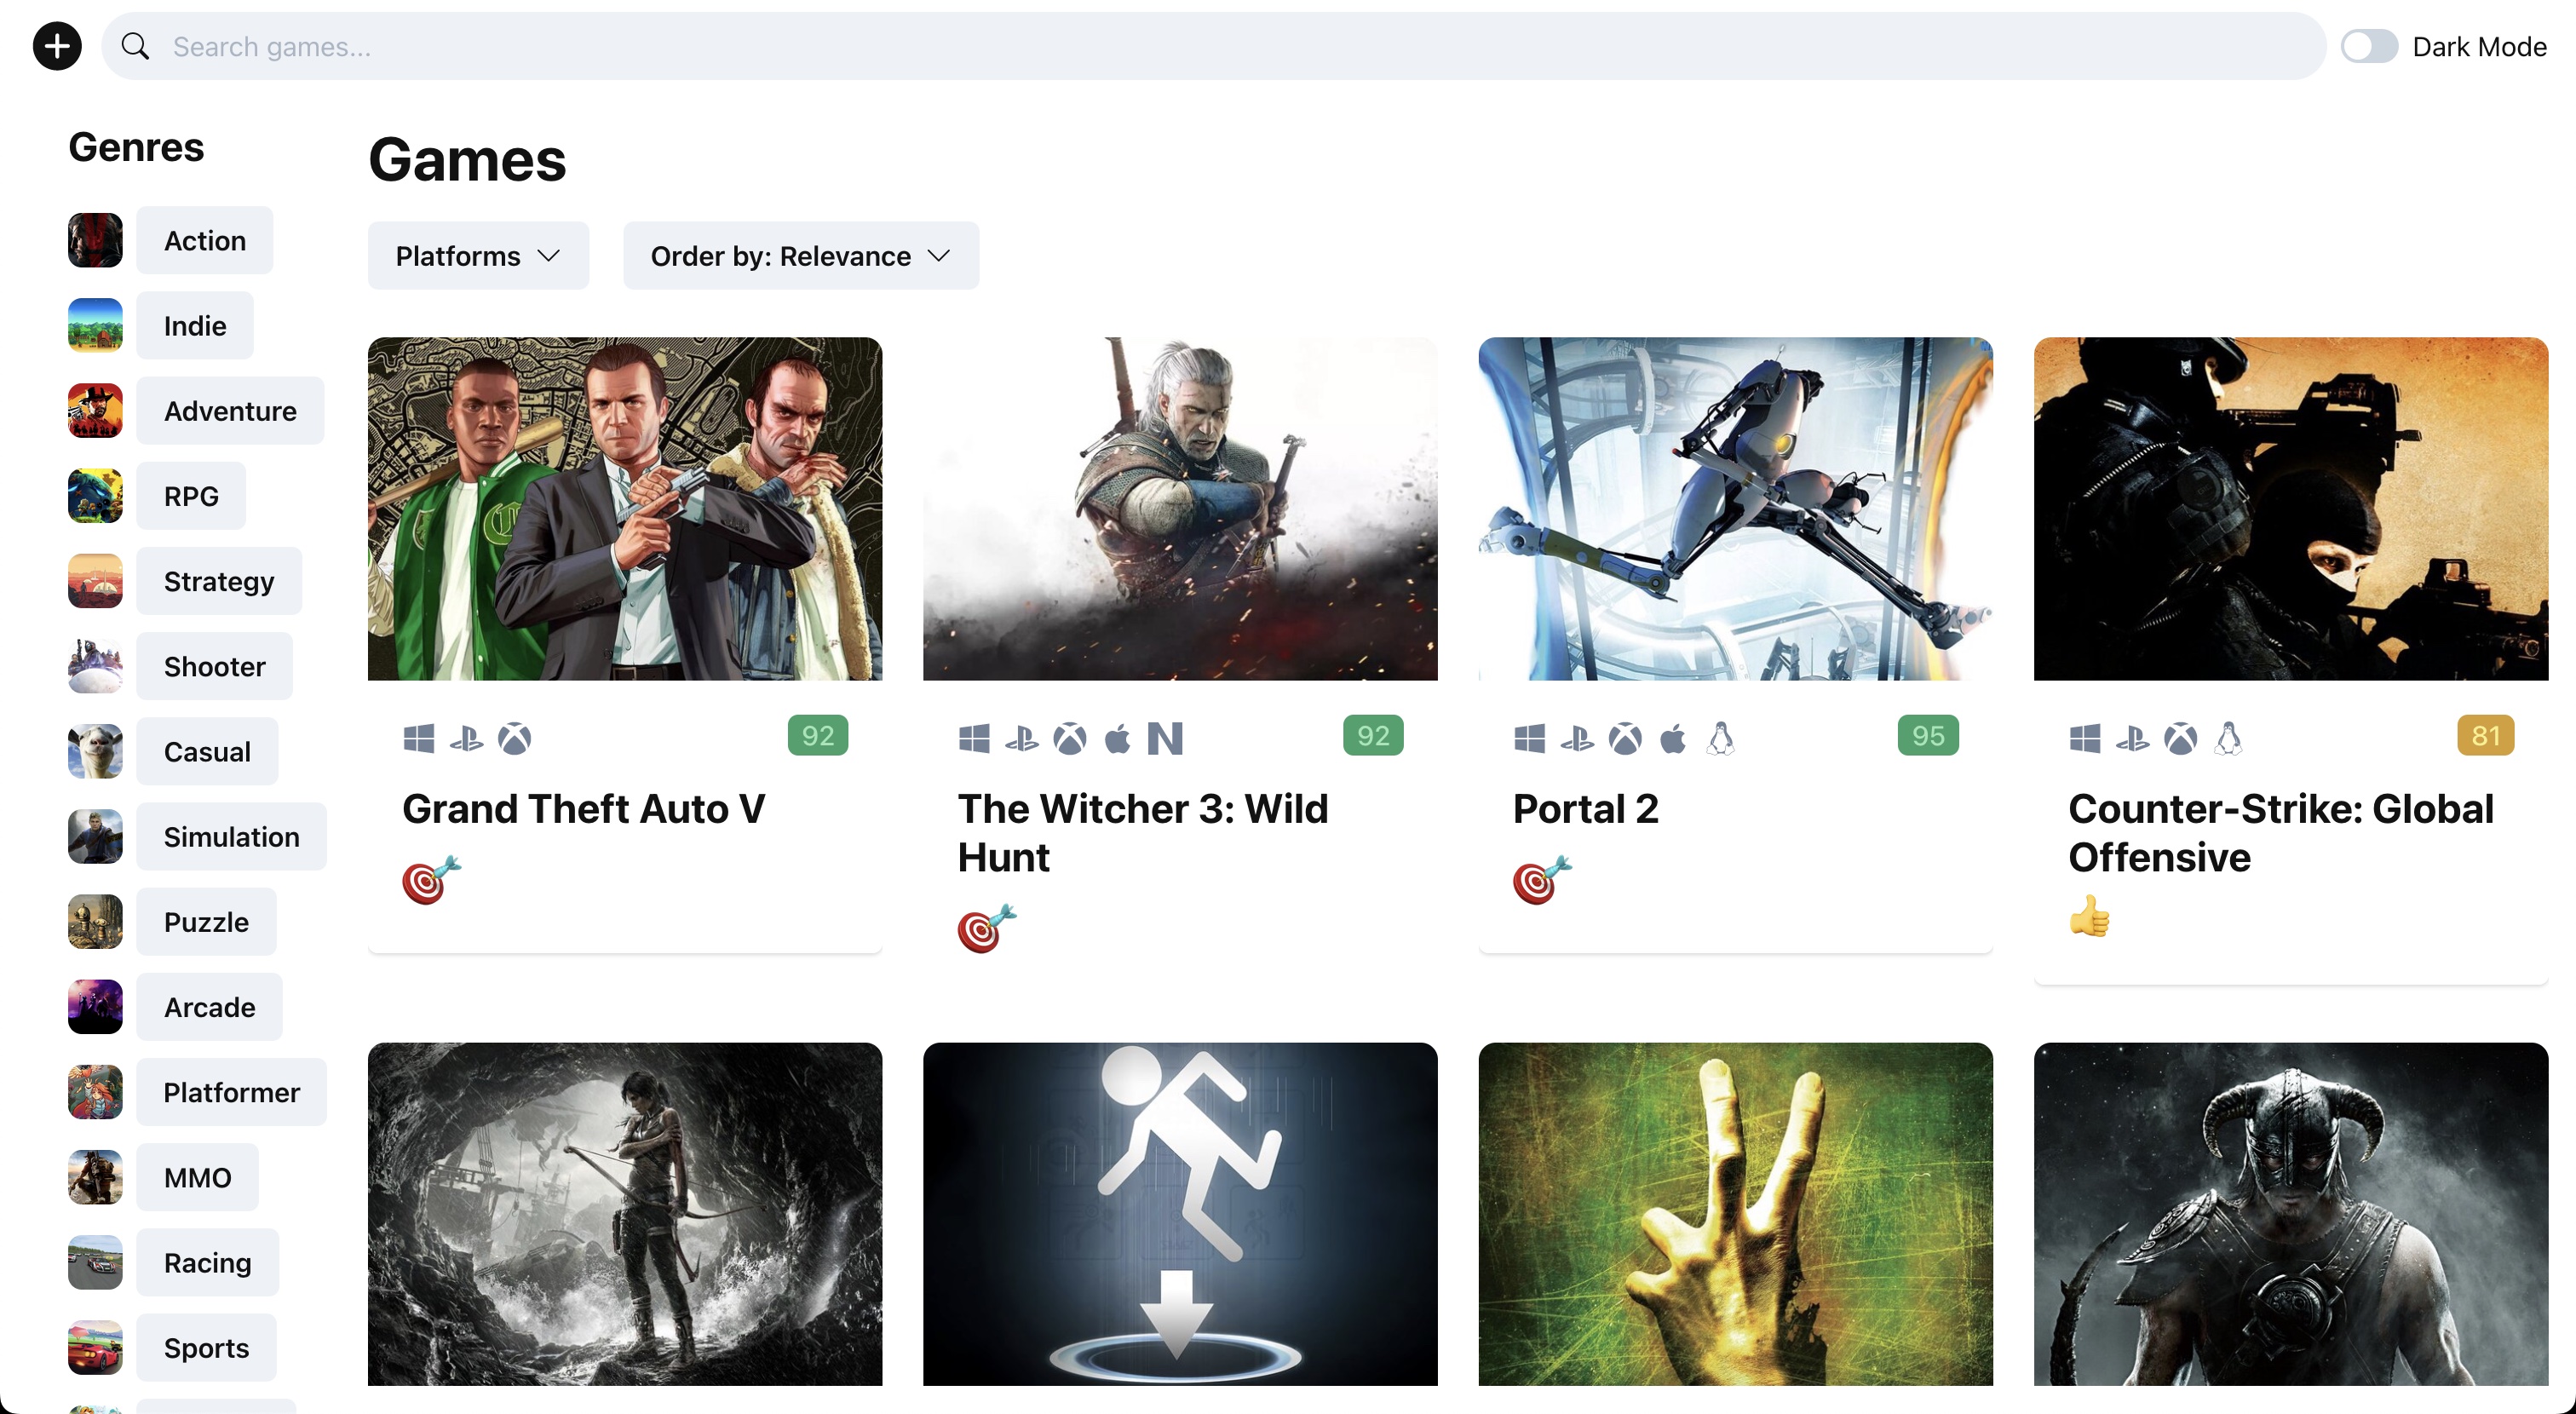 Search games...
Dark Mode
Genres
Action
Indie
Adventure
RPG
Strategy
Shooter
Casual
Simulation
Puzzle
Arcade
Platformer
MMO
Racing
Sports
Games
Platforms
Order by: Relevance
92
Grand Theft Auto V
92
The Witcher 3: Wild
Hunt
95
Portal 2
81
Counter-Strike: Global
Offensive